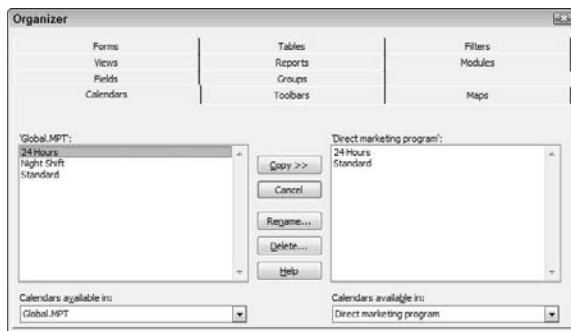 Organizer
Forms Tables Filters
Views Reports Modules
Fields Groups
Calendars Toolbars Maps
'Global.MPT': 'Direct marketing program':
24 Hours
Night Shift
Standard
Copy >>
Cancel
Rename...
Delete...
Help
24 Hours
Standard
Calendars available in: Calendars available in:
Global.MPT Direct marketing program